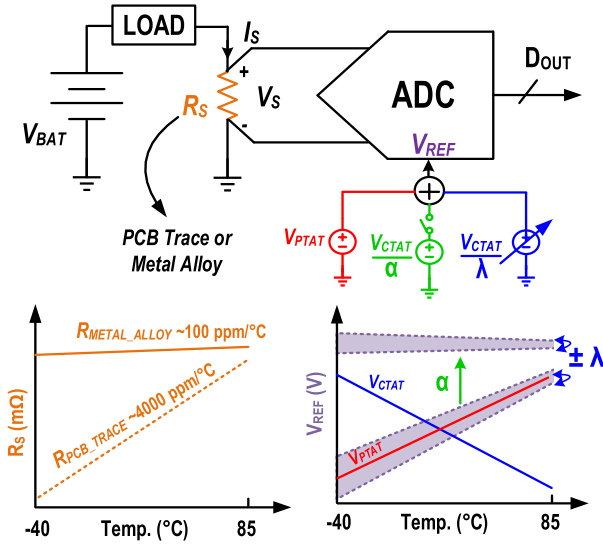 LOAD
I_S
+
R_S
V_S
-
V_BAT
ADC
D_OUT
V_REF
+
PCB Trace or
Metal Alloy
V_PTAT
+
−
V_CTAT
α
+
−
V_CTAT
λ
+
−
R_METAL_ALLOY ~100 ppm/°C
R_PCB_TRACE ~4000 ppm/°C
R_S (mΩ)
-40
Temp. (°C)
85
V_REF (V)
V_CTAT
α
± λ
V_PTAT
-40
Temp. (°C)
85